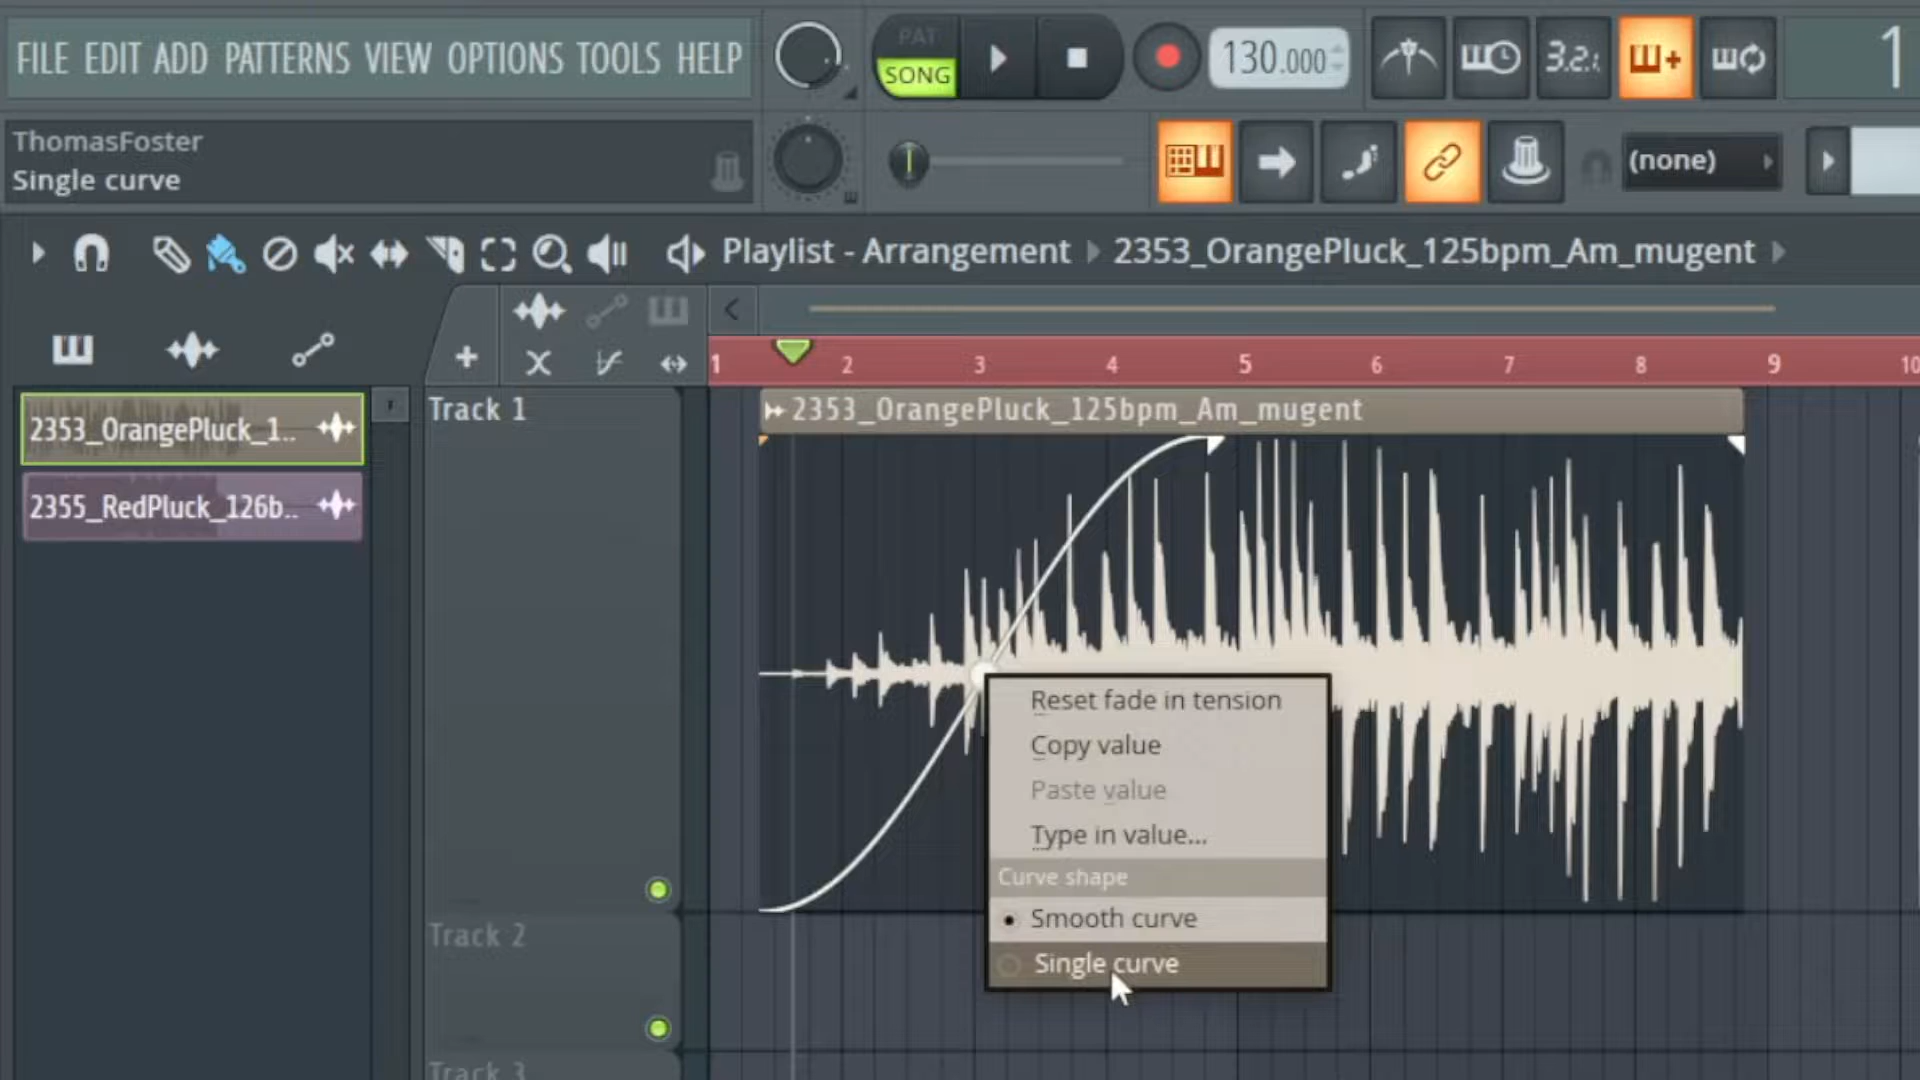 FILE EDIT ADD PATTERNS VIEW OPTIONS TOOLS HELP
PAT
SONG
130.000
3.2.1
1
ThomasFoster
Single curve
(none)
Playlist - Arrangement 2353_OrangePluck_125bpm_Am_mugent
1 2 3 4 5 6 7 8 9 10
2353_OrangePluck_1..
2355_RedPluck_126b..
Track 1
2353_OrangePluck_125bpm_Am_mugent
Reset fade in tension
Copy value
Paste value
Type in value...
Curve shape
Smooth curve
Single curve
Track 2
Track 3